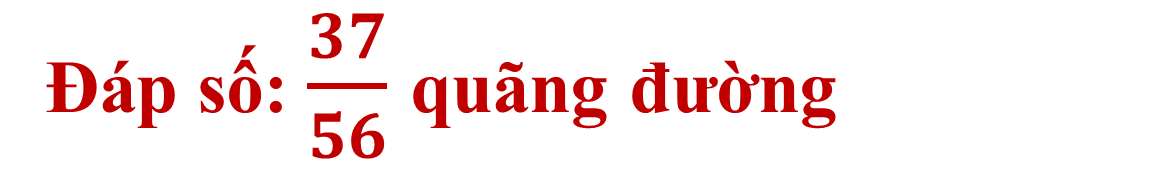 Đáp số: 37/56 quãng đường